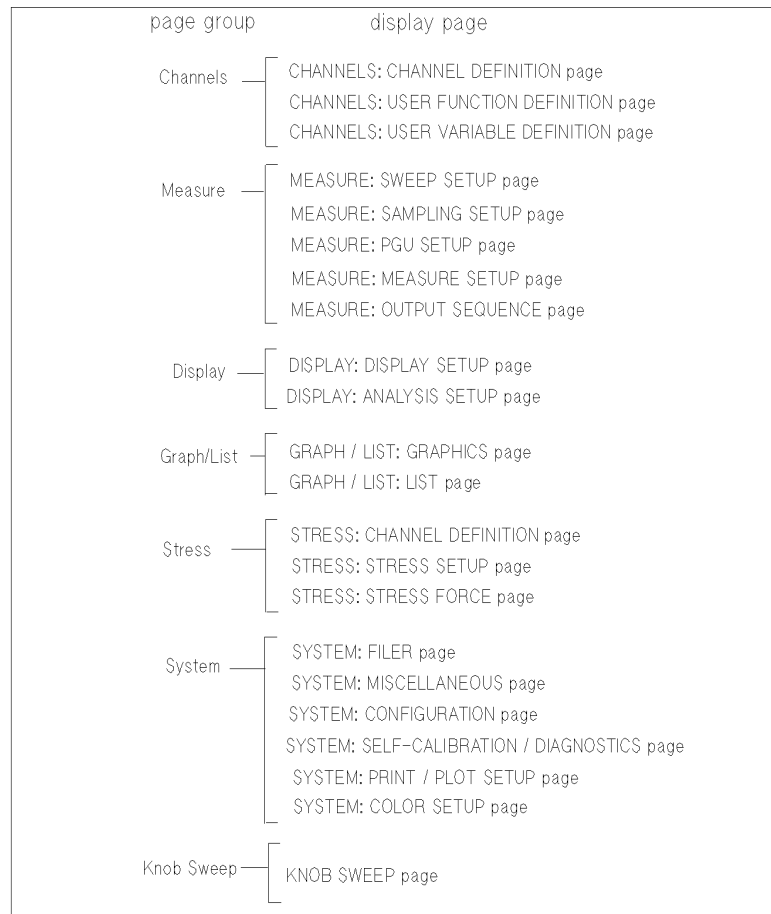 page group display page
Channels
CHANNELS: CHANNEL DEFINITION page
CHANNELS: USER FUNCTION DEFINITION page
CHANNELS: USER VARIABLE DEFINITION page
Measure
MEASURE: SWEEP SETUP page
MEASURE: SAMPLING SETUP page
MEASURE: PGU SETUP page
MEASURE: MEASURE SETUP page
MEASURE: OUTPUT SEQUENCE page
Display
DISPLAY: DISPLAY SETUP page
DISPLAY: ANALYSIS SETUP page
Graph/List
GRAPH / LIST: GRAPHICS page
GRAPH / LIST: LIST page
Stress
STRESS: CHANNEL DEFINITION page
STRESS: STRESS SETUP page
STRESS: STRESS FORCE page
System
SYSTEM: FILER page
SYSTEM: MISCELLANEOUS page
SYSTEM: CONFIGURATION page
SYSTEM: SELF-CALIBRATION / DIAGNOSTICS page
SYSTEM: PRINT / PLOT SETUP page
SYSTEM: COLOR SETUP page
Knob Sweep
KNOB SWEEP page